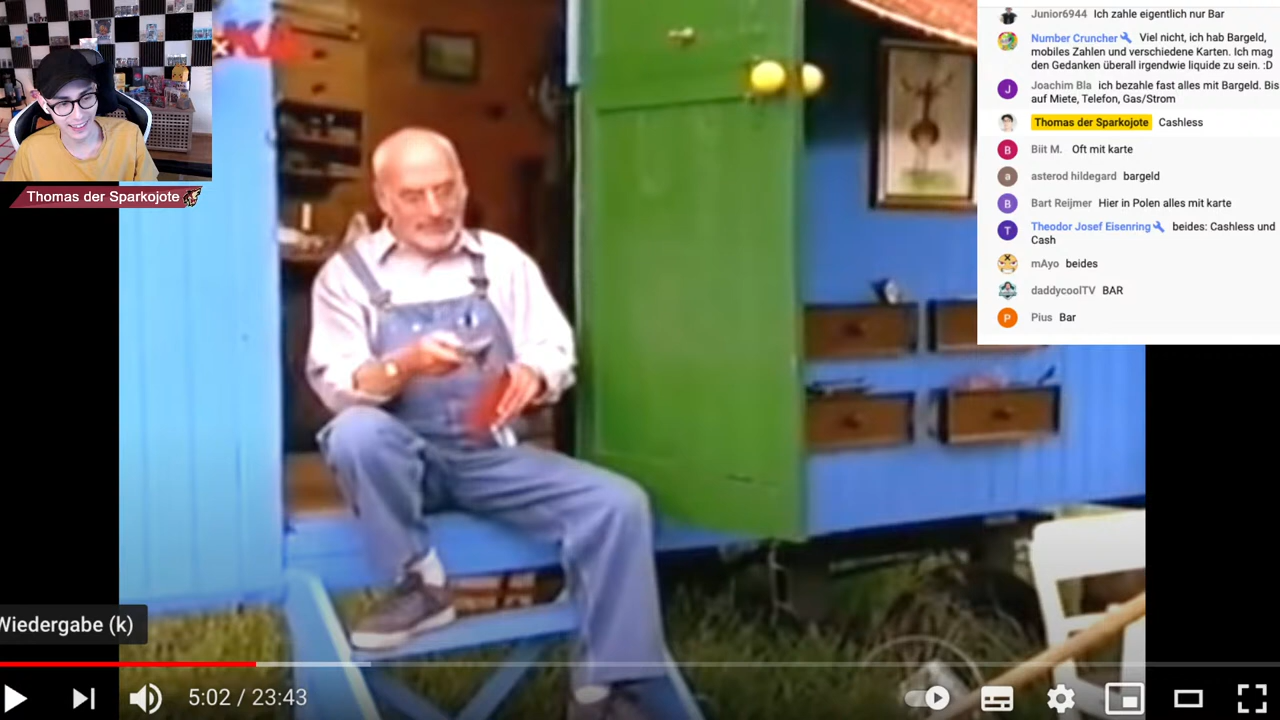 Thomas der Sparkojote
Junior6944 Ich zahle eigentlich nur Bar
Number Cruncher Viel nicht, ich hab Bargeld,
mobiles Zahlen und verschiedene Karten. Ich mag
den Gedanken überall irgendwie liquide zu sein. :D
J
Joachim Bla ich bezahle fast alles mit Bargeld. Bis
auf Miete, Telefon, Gas/Strom
Thomas der Sparkojote Cashless
B
Biit M. Oft mit karte
a
asterod hildegard bargeld
B
Bart Reijmer Hier in Polen alles mit karte
T
Theodor Josef Eisenring beides: Cashless und
Cash
mAyo beides
daddycoolTV BAR
P
Pius Bar
Wiedergabe (k)
5:02 / 23:43